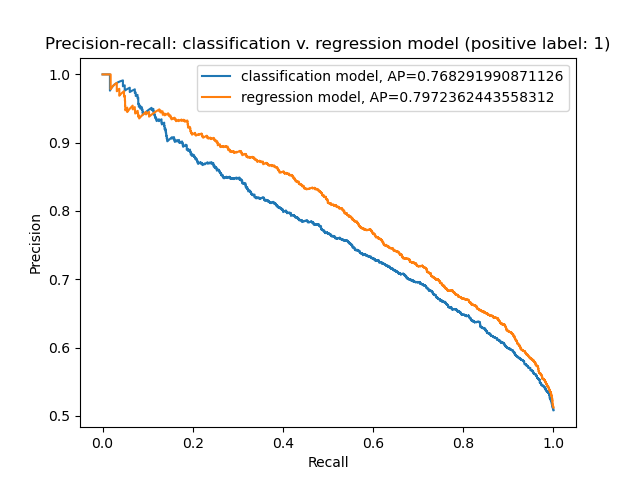 Precision-recall: classification v. regression model (positive label: 1)
classification model, AP=0.768291990871126
regression model, AP=0.7972362443558312
1.0
0.9
0.8
0.7
0.6
0.5
Precision
0.0 0.2 0.4 0.6 0.8 1.0
Recall